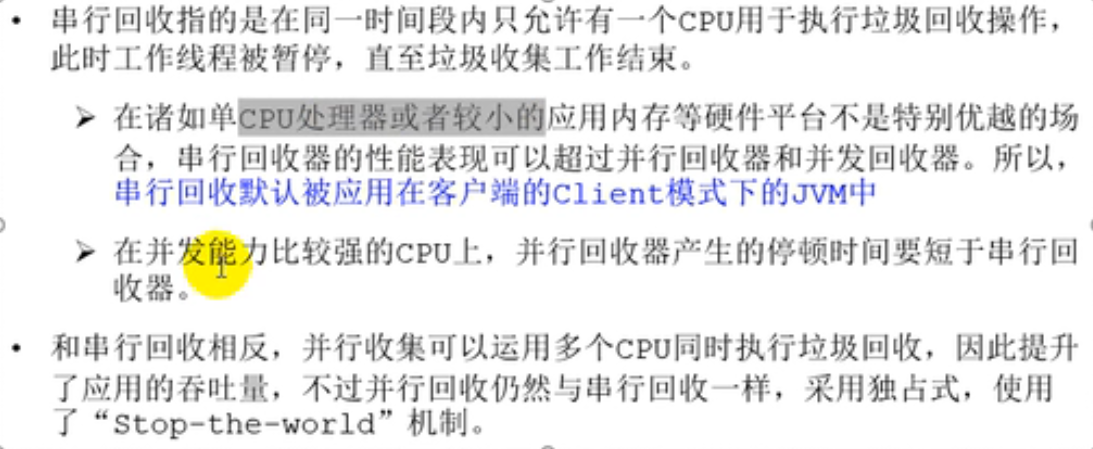 • 串行回收指的是在同一时间段内只允许有一个CPU用于执行垃圾回收操作，
此时工作线程被暂停，直至垃圾收集工作结束。
➢ 在诸如单CPU处理器或者较小的应用内存等硬件平台不是特别优越的场
合，串行回收器的性能表现可以超过并行回收器和并发回收器。所以，
串行回收默认被应用在客户端的Client模式下的JVM中
➢ 在并发能力比较强的CPU上，并行回收器产生的停顿时间要短于串行回
收器。
• 和串行回收相反，并行收集可以运用多个CPU同时执行垃圾回收，因此提升
了应用的吞吐量，不过并行回收仍然与串行回收一样，采用独占式，使用
了“Stop-the-world”机制。